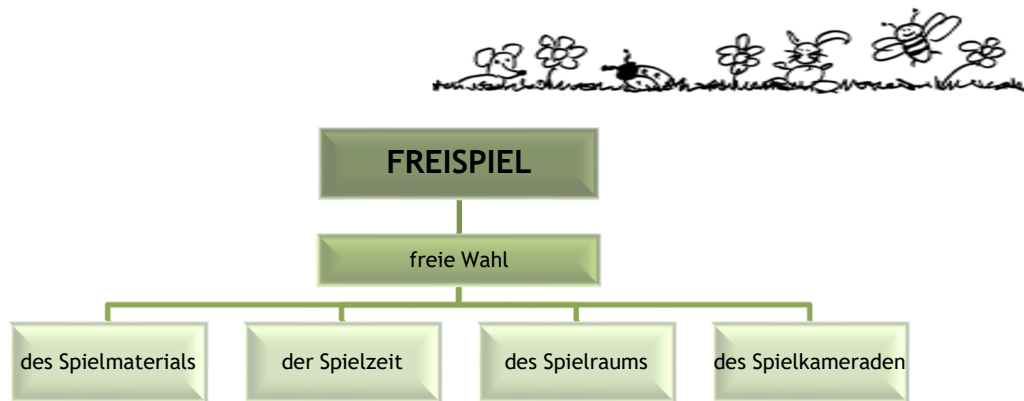 FREISPIEL
freie Wahl
des Spielmaterials
der Spielzeit
des Spielraums
des Spielkameraden